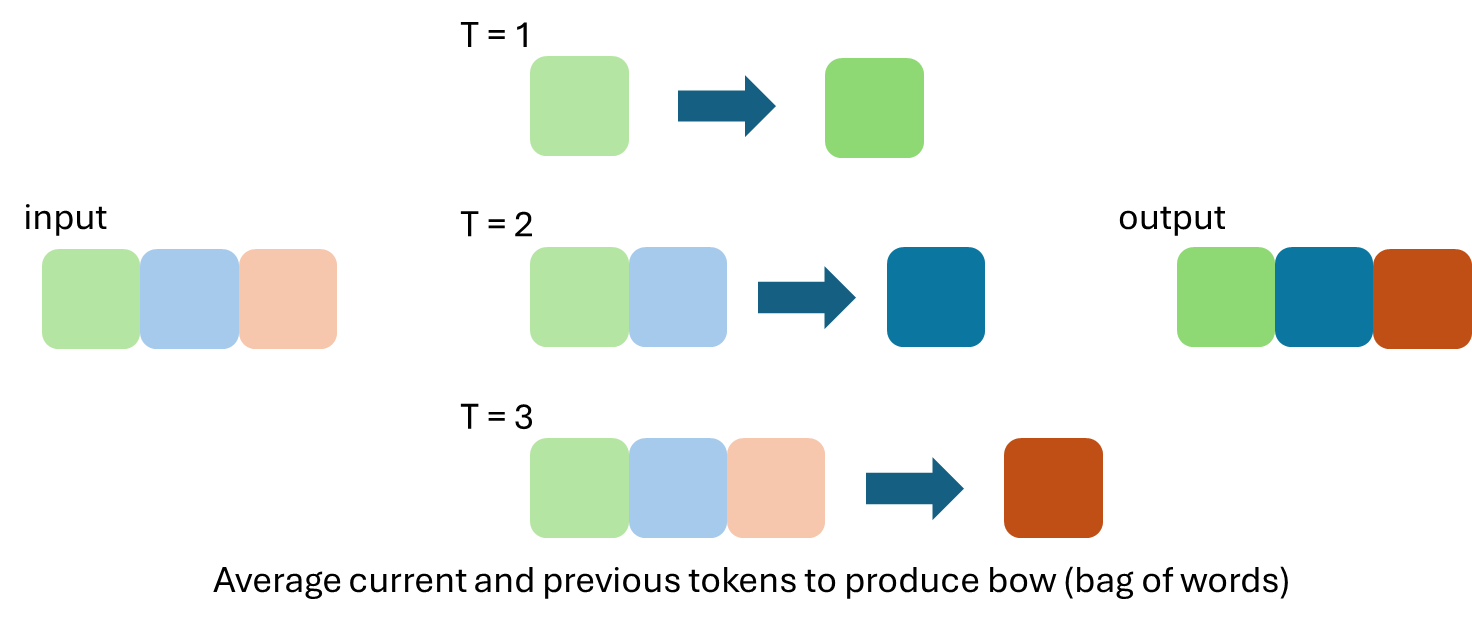 T = 1
input
T = 2
output
T = 3
Average current and previous tokens to produce bow (bag of words)